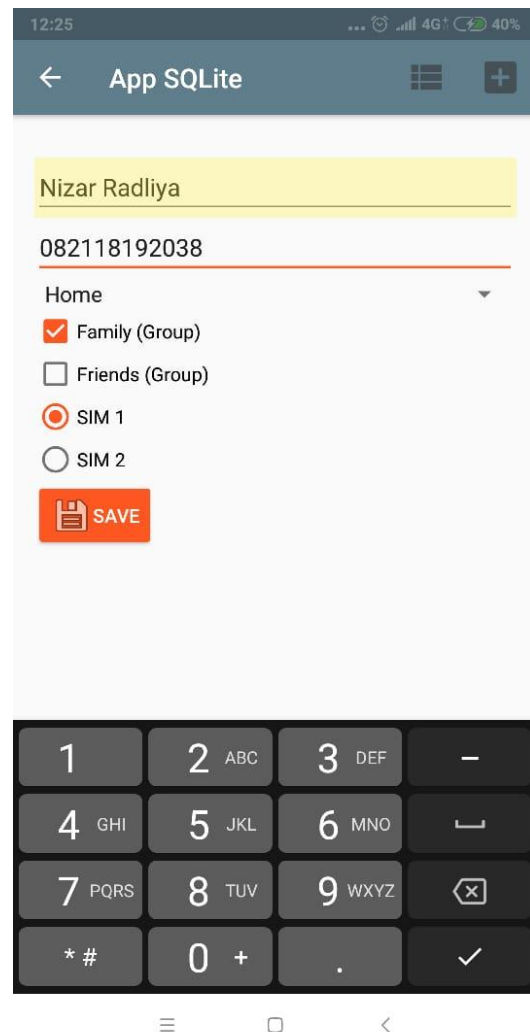 12:25 ... 4G+ 40%
App SQLite
Nizar Radliya
082118192038
Home
Family (Group)
Friends (Group)
SIM 1
SIM 2
SAVE
1 2 ABC 3 DEF –
4 GHI 5 JKL 6 MNO
7 PQRS 8 TUV 9 WXYZ
* # 0 + .